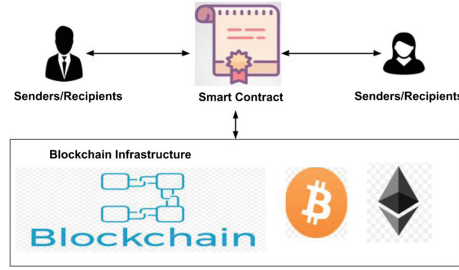 Senders/Recipients
Smart Contract
Senders/Recipients
Blockchain Infrastructure
Blockchain